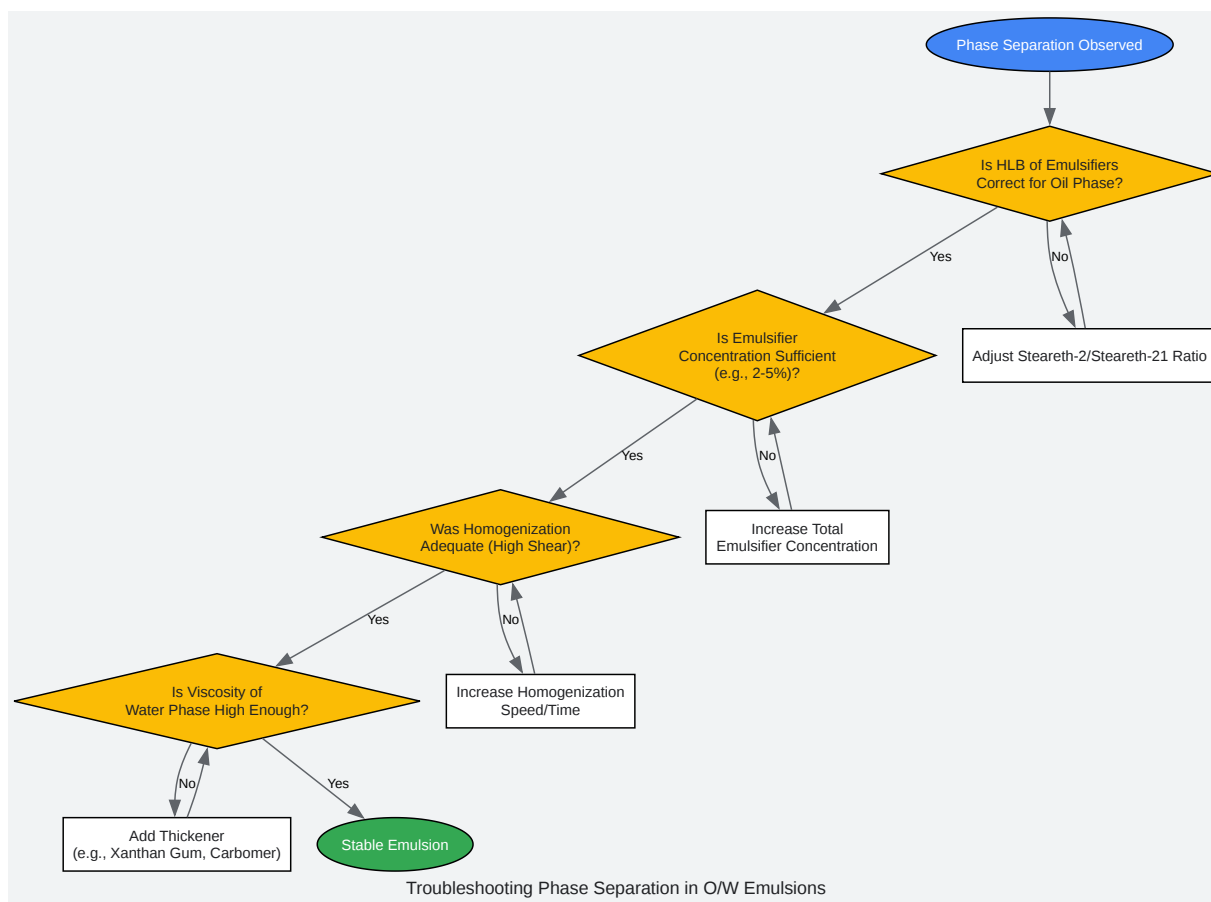 Phase Separation Observed
Is HLB of Emulsifiers
Correct for Oil Phase?
Yes
No
Adjust Steareth-2/Steareth-21 Ratio
Is Emulsifier
Concentration Sufficient
(e.g., 2-5%)?
Yes
No
Increase Total
Emulsifier Concentration
Was Homogenization
Adequate (High Shear)?
Yes
No
Increase Homogenization
Speed/Time
Is Viscosity of
Water Phase High Enough?
No
Yes
Add Thickener
(e.g., Xanthan Gum, Carbomer)
Stable Emulsion
Troubleshooting Phase Separation in O/W Emulsions